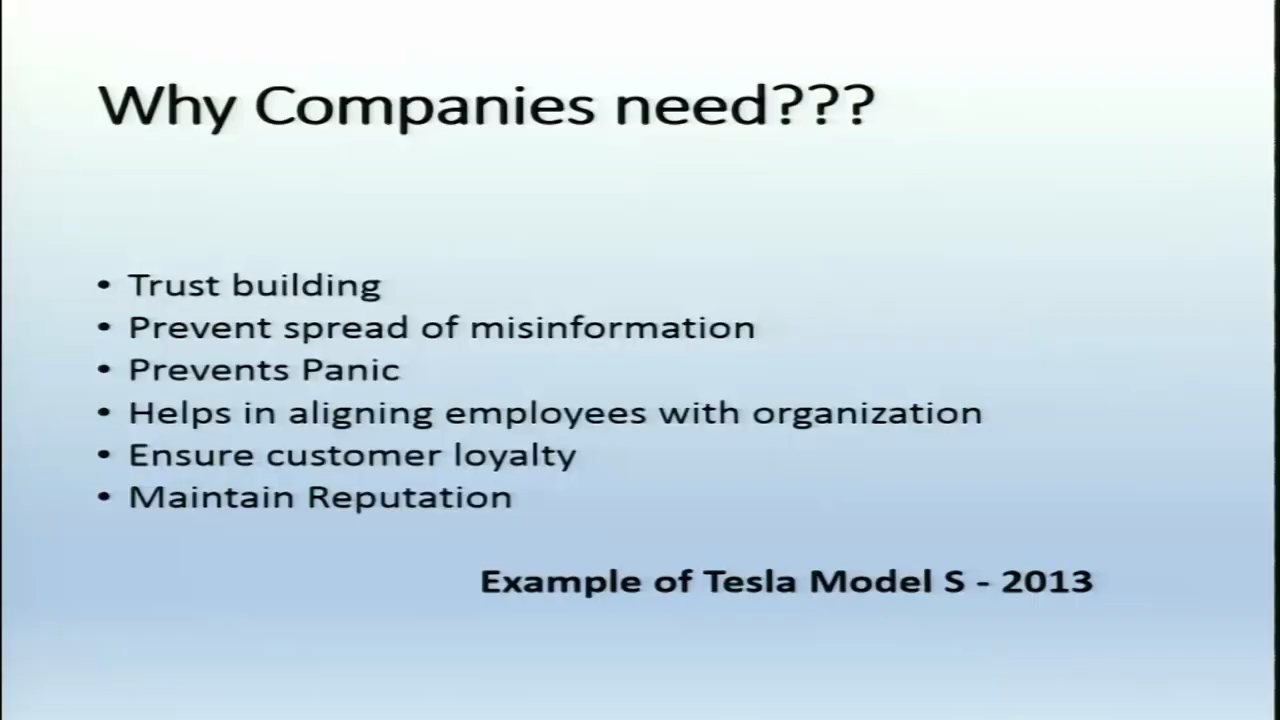 Why Companies need???
• Trust building
• Prevent spread of misinformation
• Prevents Panic
• Helps in aligning employees with organization
• Ensure customer loyalty
• Maintain Reputation
Example of Tesla Model S - 2013